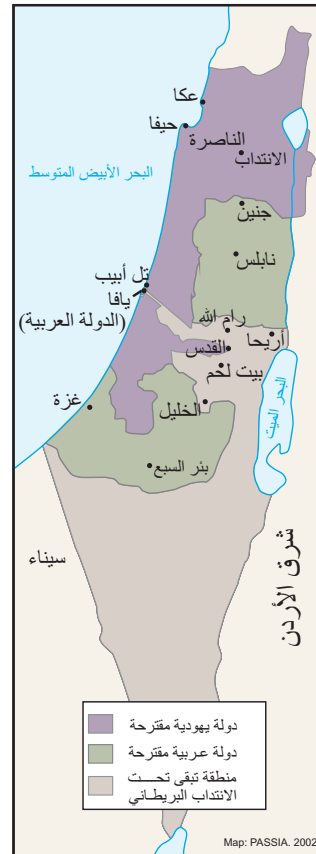 عكا
حيفا
الناصرة
الانتداب
البحر الأبيض المتوسط
جنين
نابلس
تل أبيب
يافا
(الدولة العربية)
رام الله
أريحا
القدس
بيت لحم
البحر الميت
غزة
الخليل
بئر السبع
سيناء
شرق الأردن
دولة يهودية مقترحة
دولة عربية مقترحة
منطقة تبقى تحـــت
الانتداب البريطـاني
Map: PASSIA. 2002